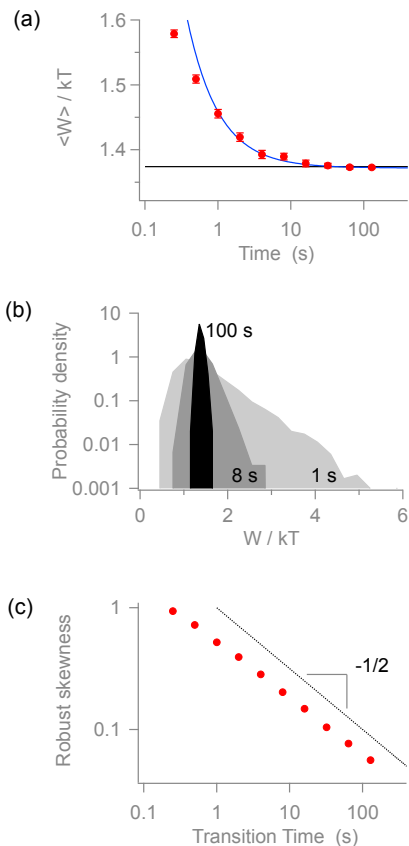 (a)
1.6
1.5
1.4
<W> / kT
0.1
1
10
100
Time (s)
(b)
10
1
0.1
0.01
0.001
Probability density
100 s
8 s
1 s
0
2
4
6
W / kT
(c)
1
0.1
Robust skewness
-1/2
0.1
1
10
100
Transition Time (s)